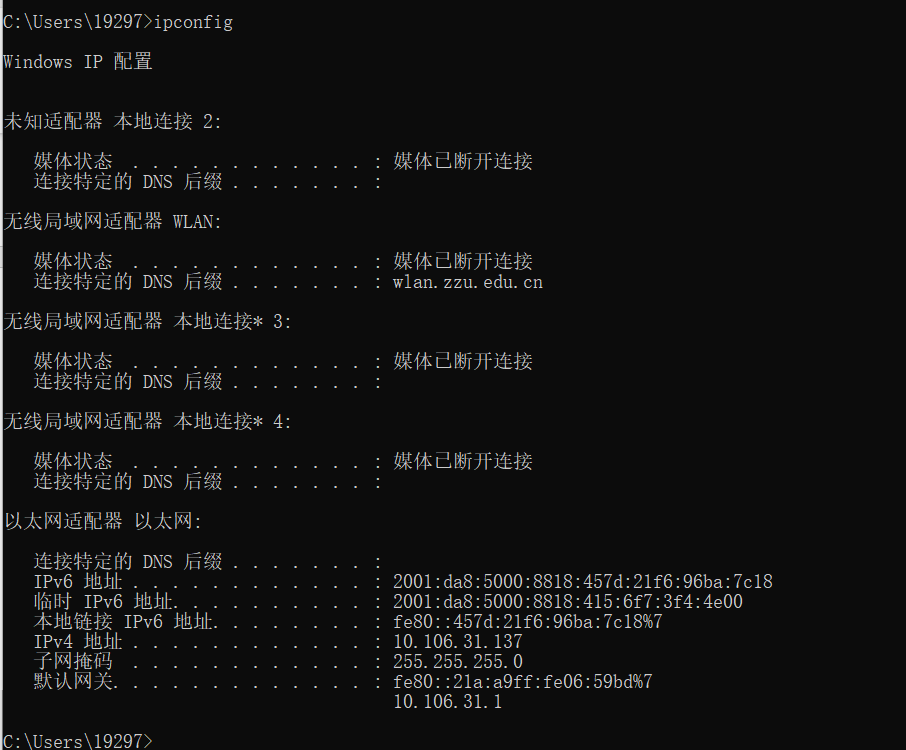 C:\Users\19297>ipconfig
Windows IP 配置
未知适配器 本地连接 2:
媒体状态  . . . . . . . . . . . . : 媒体已断开连接
连接特定的 DNS 后缀 . . . . . . . :
无线局域网适配器 WLAN:
媒体状态  . . . . . . . . . . . . : 媒体已断开连接
连接特定的 DNS 后缀 . . . . . . . : wlan.zzu.edu.cn
无线局域网适配器 本地连接* 3:
媒体状态  . . . . . . . . . . . . : 媒体已断开连接
连接特定的 DNS 后缀 . . . . . . . :
无线局域网适配器 本地连接* 4:
媒体状态  . . . . . . . . . . . . : 媒体已断开连接
连接特定的 DNS 后缀 . . . . . . . :
以太网适配器 以太网:
连接特定的 DNS 后缀 . . . . . . . :
IPv6 地址 . . . . . . . . . . . . : 2001:da8:5000:8818:457d:21f6:96ba:7c18
临时 IPv6 地址. . . . . . . . . . : 2001:da8:5000:8818:415:6f7:3f4:4e00
本地链接 IPv6 地址. . . . . . . . : fe80::457d:21f6:96ba:7c18%7
IPv4 地址 . . . . . . . . . . . . : 10.106.31.137
子网掩码  . . . . . . . . . . . . : 255.255.255.0
默认网关. . . . . . . . . . . . . : fe80::21a:a9ff:fe06:59bd%7
10.106.31.1
C:\Users\19297>